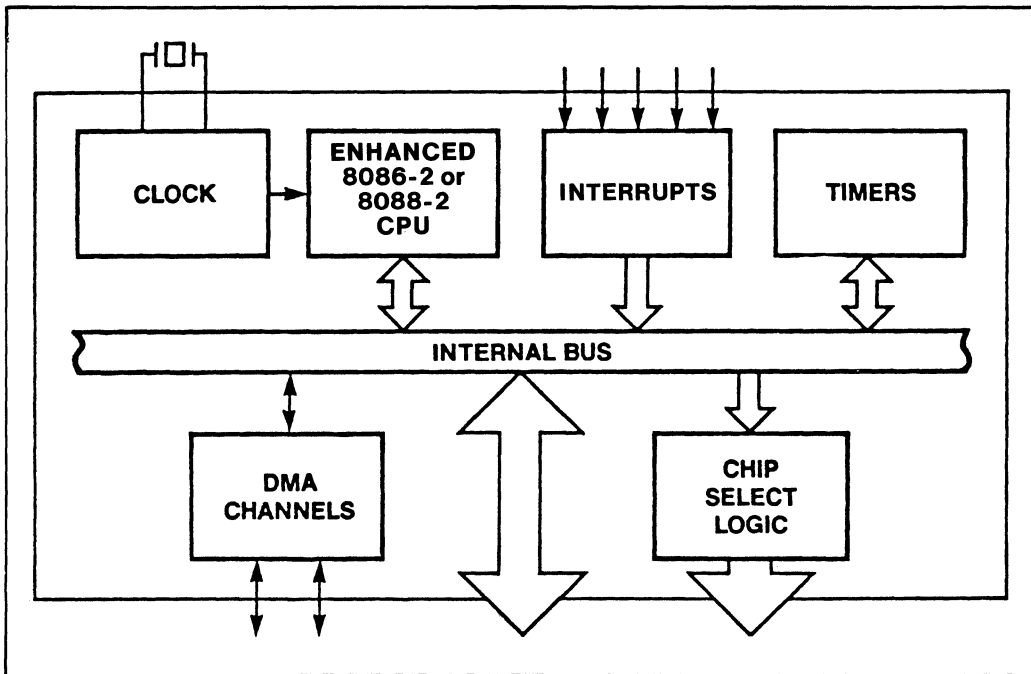 CLOCK
ENHANCED
8086-2 or
8088-2
CPU
INTERRUPTS
TIMERS
INTERNAL BUS
DMA
CHANNELS
CHIP
SELECT
LOGIC